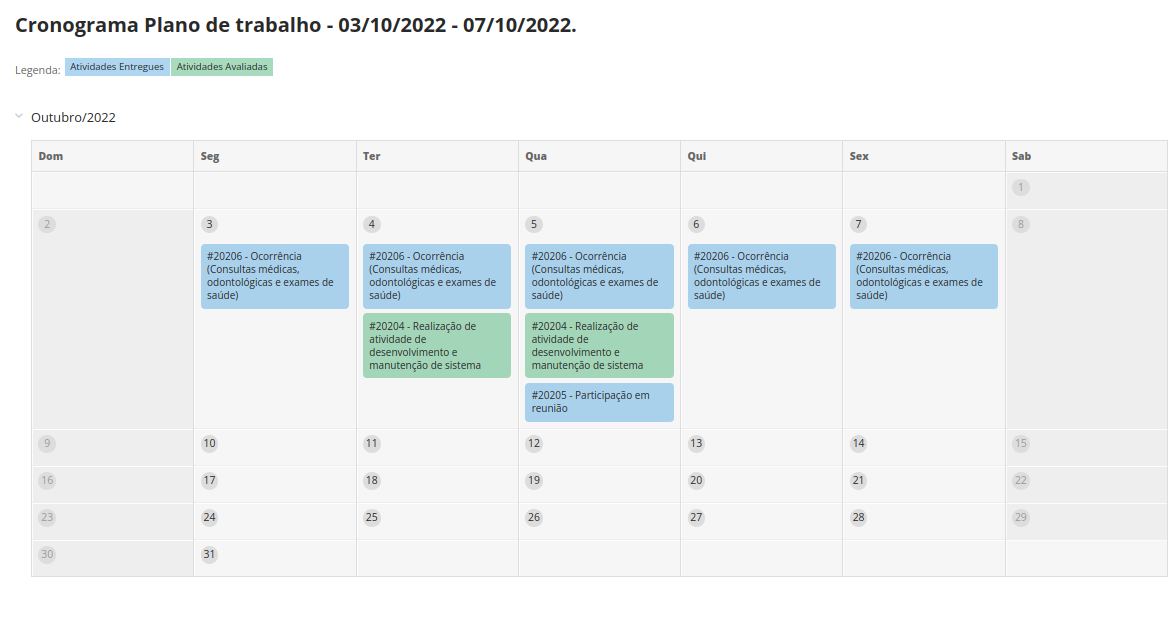 Cronograma Plano de trabalho - 03/10/2022 - 07/10/2022.
Legenda: Atividades Entregues Atividades Avaliadas
Outubro/2022
Dom Seg Ter Qua Qui Sex Sab
1
2 3 4 5 6 7 8
#20206 - Ocorrência
(Consultas médicas,
odontológicas e exames de
saúde)
#20206 - Ocorrência
(Consultas médicas,
odontológicas e exames de
saúde)
#20204 - Realização de
atividade de
desenvolvimento e
manutenção de sistema
#20206 - Ocorrência
(Consultas médicas,
odontológicas e exames de
saúde)
#20204 - Realização de
atividade de
desenvolvimento e
manutenção de sistema
#20205 - Participação em
reunião
#20206 - Ocorrência
(Consultas médicas,
odontológicas e exames de
saúde)
#20206 - Ocorrência
(Consultas médicas,
odontológicas e exames de
saúde)
9 10 11 12 13 14 15
16 17 18 19 20 21 22
23 24 25 26 27 28 29
30 31